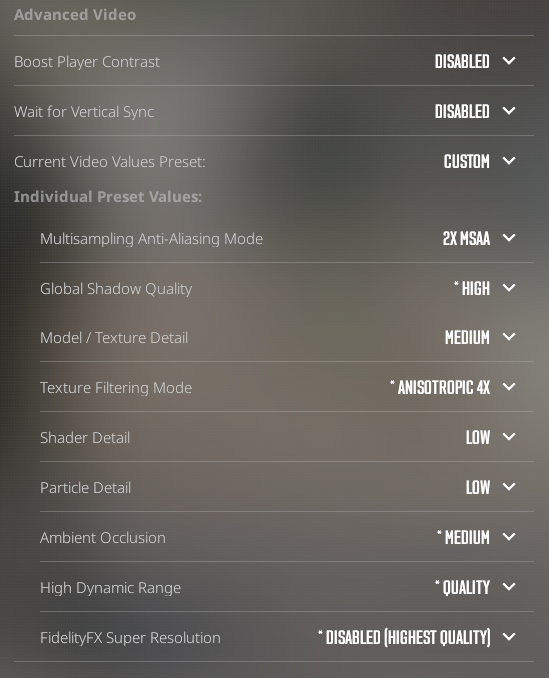 Advanced Video
Boost Player Contrast DISABLED
Wait for Vertical Sync DISABLED
Current Video Values Preset: CUSTOM
Individual Preset Values:
Multisampling Anti-Aliasing Mode 2X MSAA
Global Shadow Quality * HIGH
Model / Texture Detail MEDIUM
Texture Filtering Mode * ANISOTROPIC 4X
Shader Detail LOW
Particle Detail LOW
Ambient Occlusion * MEDIUM
High Dynamic Range * QUALITY
FidelityFX Super Resolution * DISABLED (HIGHEST QUALITY)